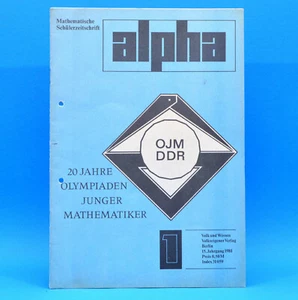 Mathematische
Schülerzeitschrift
alpha
OJM
DDR
20 JAHRE
OLYMPIADEN
JUNGER
MATHEMATIKER
1
Volk und Wissen
Volkseigener Verlag
Berlin
15. Jahrgang 1981
Preis 0,50 M
Index 31059